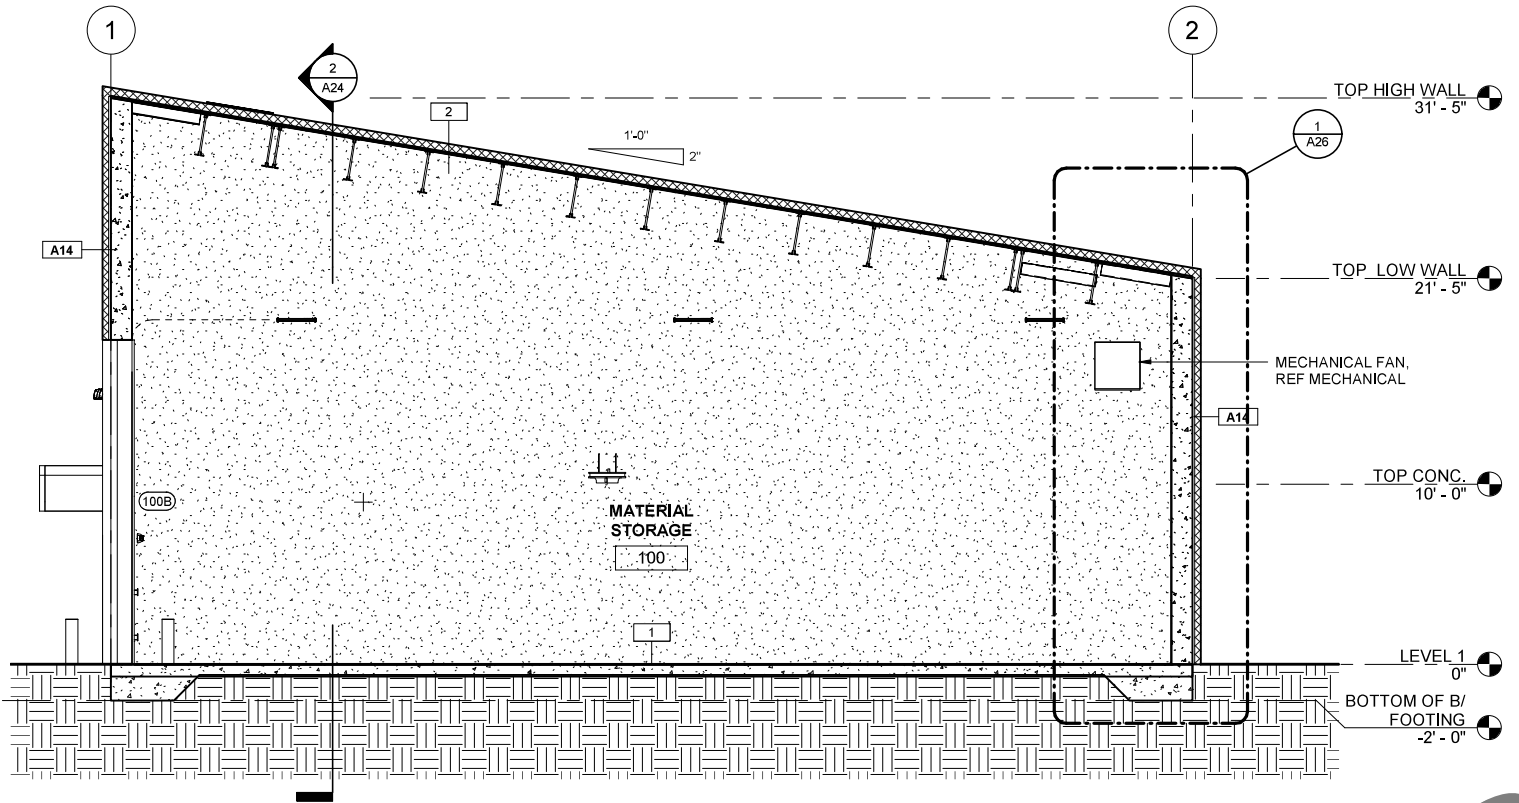 1
2
2
A24
TOP HIGH WALL
31' - 5"
2
1'-0"
2"
1
A26
A14
TOP LOW WALL
21' - 5"
MECHANICAL FAN,
REF MECHANICAL
A14
TOP CONC.
10' - 0"
100B
MATERIAL
STORAGE
100
1
LEVEL 1
0"
BOTTOM OF B/
FOOTING
-2' - 0"